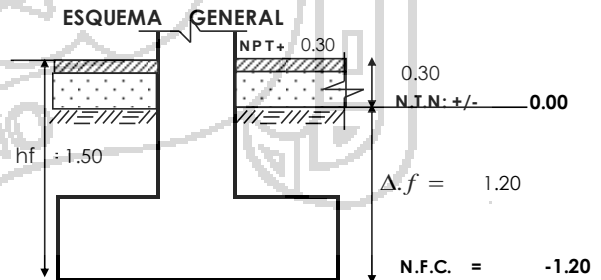 ESQUEMA GENERAL
NPT+ 0.30
0.30
N.T.N: +/- 0.00
hf : 1.50
Δ.f = 1.20
N.F.C. = -1.20